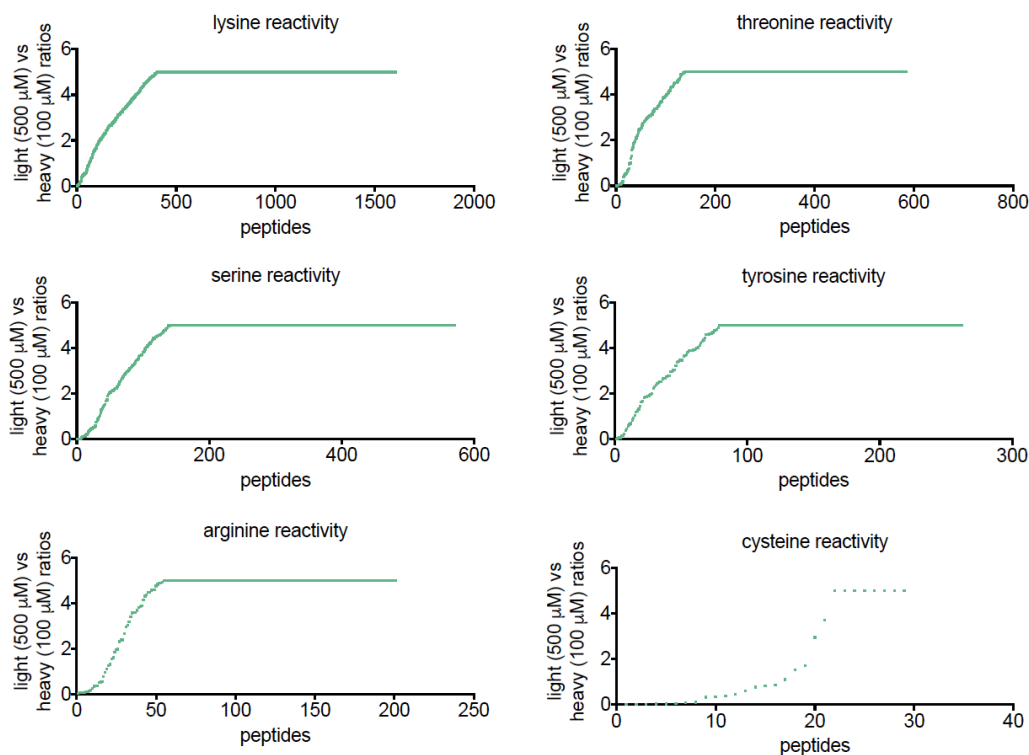 lysine reactivity
light (500 μM) vs
heavy (100 μM) ratios
6
4
2
0
0 500 1000 1500 2000
peptides
threonine reactivity
light (500 μM) vs
heavy (100 μM) ratios
6
4
2
0
0 200 400 600 800
peptides
serine reactivity
light (500 μM) vs
heavy (100 μM) ratios
6
4
2
0
0 200 400 600
peptides
tyrosine reactivity
light (500 μM) vs
heavy (100 μM) ratios
6
4
2
0
0 100 200 300
peptides
arginine reactivity
light (500 μM) vs
heavy (100 μM) ratios
6
4
2
0
0 50 100 150 200 250
peptides
cysteine reactivity
light (500 μM) vs
heavy (100 μM) ratios
6
4
2
0
0 10 20 30 40
peptides